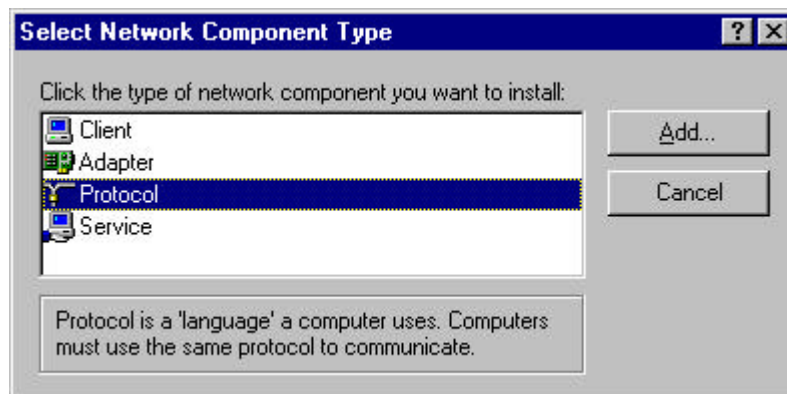 Select Network Component Type
Click the type of network component you want to install:
Client
Adapter
Protocol
Service
Add...
Cancel
Protocol is a 'language' a computer uses. Computers
must use the same protocol to communicate.